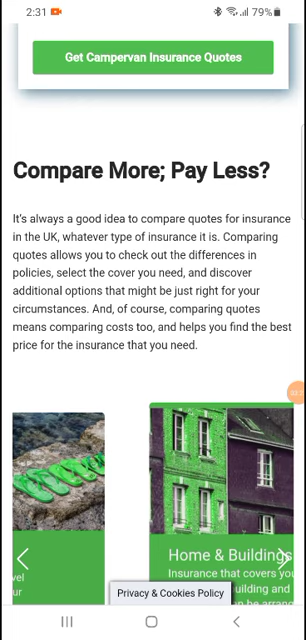 2:31 79%
Get Campervan Insurance Quotes
Compare More; Pay Less?
It's always a good idea to compare quotes for insurance
in the UK, whatever type of insurance it is. Comparing
quotes allows you to check out the differences in
policies, select the cover you need, and discover
additional options that might be just right for your
circumstances. And, of course, comparing quotes
means comparing costs too, and helps you find the best
price for the insurance that you need.
Home & Buildings
Insurance that covers you
Privacy & Cookies Policy